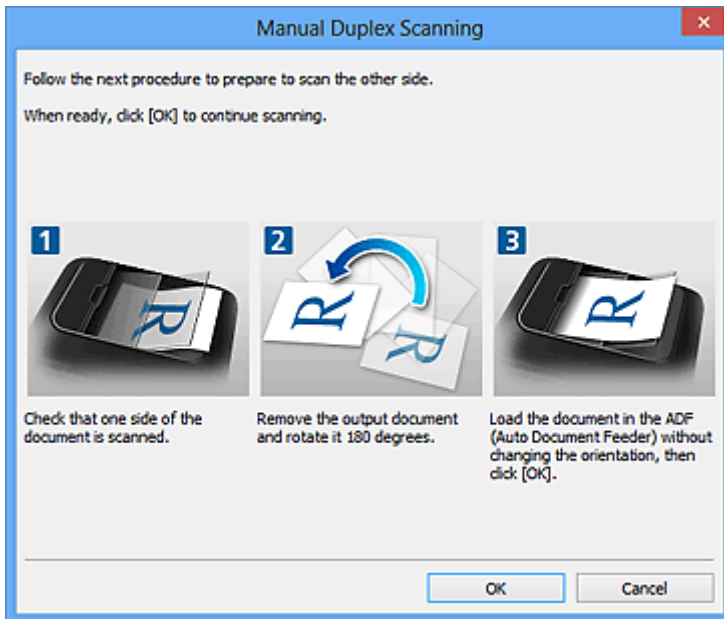 Manual Duplex Scanning
Follow the next procedure to prepare to scan the other side.
When ready, click [OK] to continue scanning.
1
R
2
R
R
3
R
Check that one side of the
document is scanned.
Remove the output document
and rotate it 180 degrees.
Load the document in the ADF
(Auto Document Feeder) without
changing the orientation, then
click [OK].
OK
Cancel